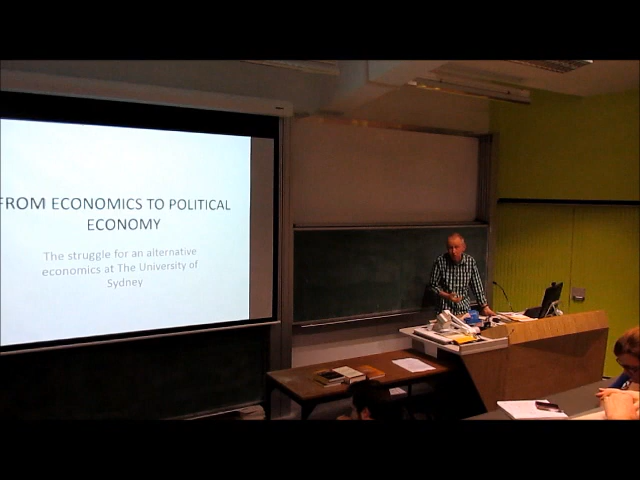 FROM ECONOMICS TO POLITICAL
ECONOMY
The struggle for an alternative
economics at The University of
Sydney